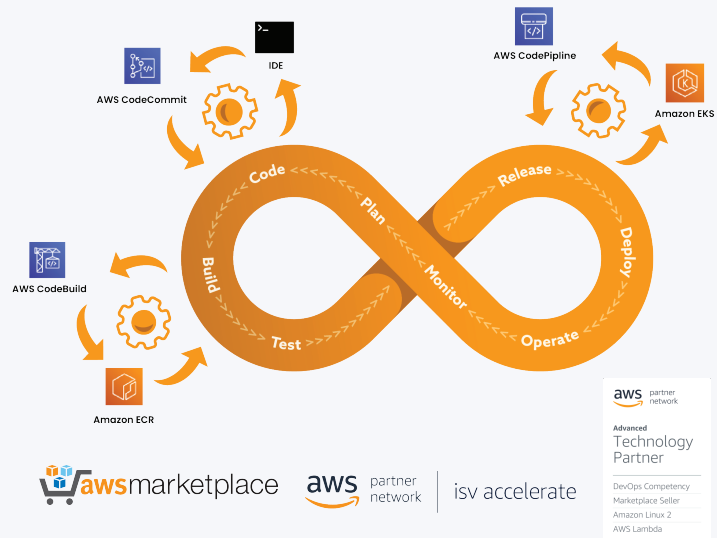 >_
IDE
AWS CodeCommit
AWS CodePipline
Amazon EKS
Code
Plan
Build
Test
Monitor
Release
Deploy
Operate
AWS CodeBuild
Amazon ECR
awsmarketplace
aws
partner
network
isv accelerate
aws
partner
network
Advanced
Technology
Partner
DevOps Competency
Marketplace Seller
Amazon Linux 2
AWS Lambda